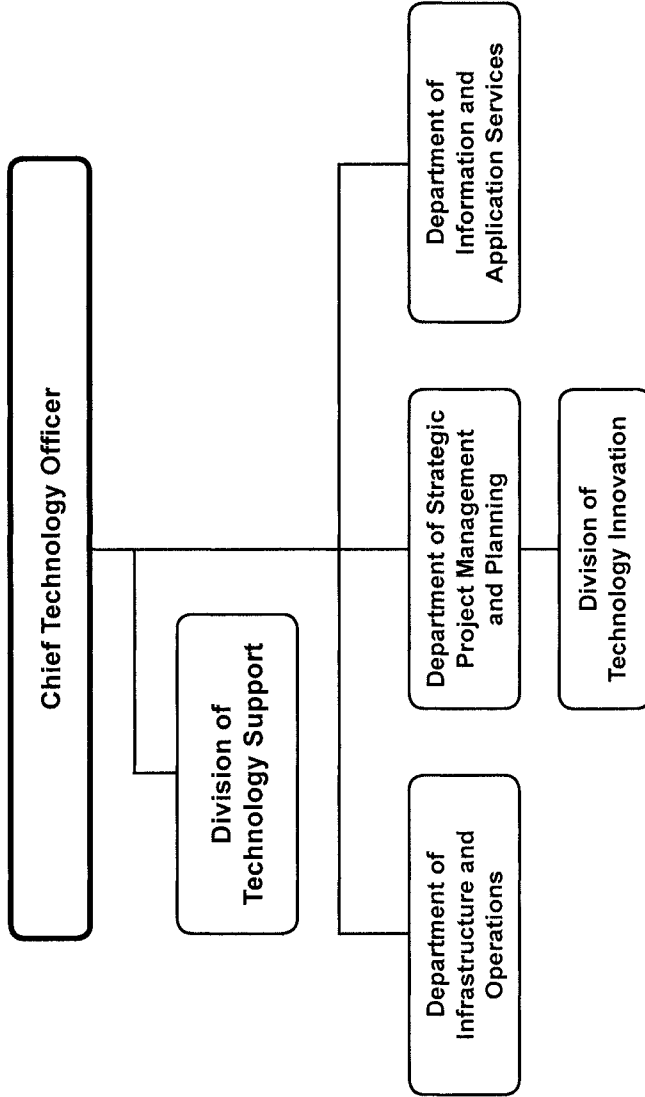 Chief Technology Officer
Division of
Technology Support
Department of
Infrastructure and
Operations
Department of Strategic
Project Management
and Planning
Department of
Information and
Application Services
Division of
Technology Innovation